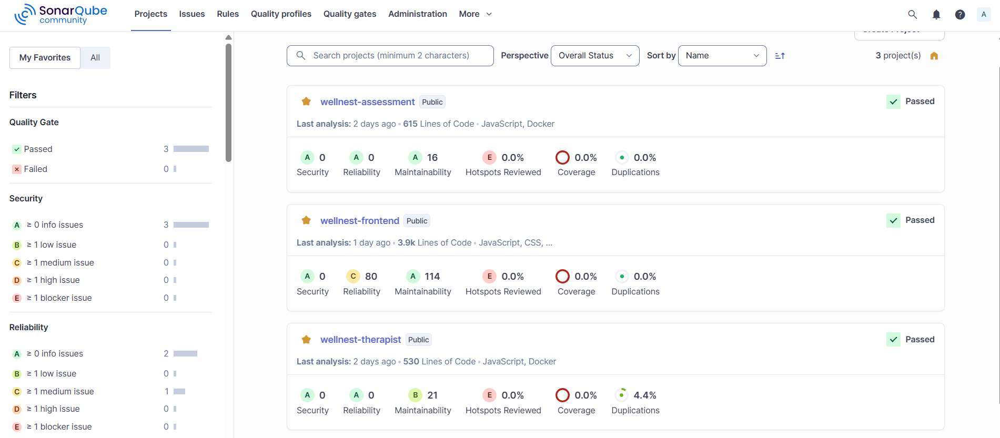 SonarQube community
Projects Issues Rules Quality profiles Quality gates Administration More
? A
My Favorites All
Filters
Quality Gate
Passed 3
Failed 0
Security
A ≥ 0 info issues 3
B ≥ 1 low issue 0
C ≥ 1 medium issue 0
D ≥ 1 high issue 0
E ≥ 1 blocker issue 0
Reliability
A ≥ 0 info issues 2
B ≥ 1 low issue 0
C ≥ 1 medium issue 1
D ≥ 1 high issue 0
E ≥ 1 blocker issue 0
Create Project
Search projects (minimum 2 characters) Perspective Overall Status Sort by Name 3 project(s)
wellnest-assessment Public Passed
Last analysis: 2 days ago • 615 Lines of Code • JavaScript, Docker
A 0 A 0 A 16 E 0.0% 0.0% 0.0%
Security Reliability Maintainability Hotspots Reviewed Coverage Duplications
wellnest-frontend Public Passed
Last analysis: 1 day ago • 3.9k Lines of Code • JavaScript, CSS, ...
A 0 C 80 A 114 E 0.0% 0.0% 0.0%
Security Reliability Maintainability Hotspots Reviewed Coverage Duplications
wellnest-therapist Public Passed
Last analysis: 2 days ago • 530 Lines of Code • JavaScript, Docker
A 0 A 0 B 21 E 0.0% 0.0% 4.4%
Security Reliability Maintainability Hotspots Reviewed Coverage Duplications